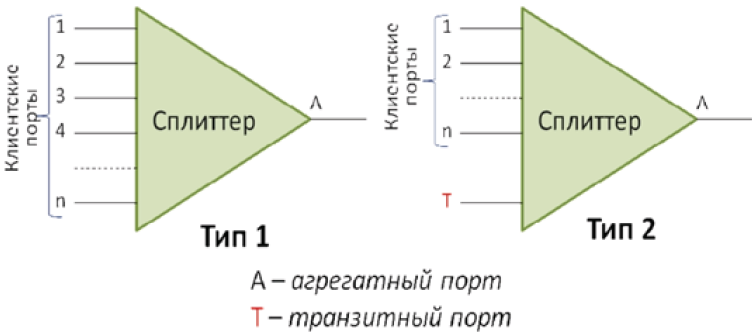 Клиентские порты
1
2
3
4
n
Сплиттер
А
Тип 1
Клиентские порты
1
2
n
Т
Сплиттер
А
Тип 2
А – агрегатный порт
Т – транзитный порт